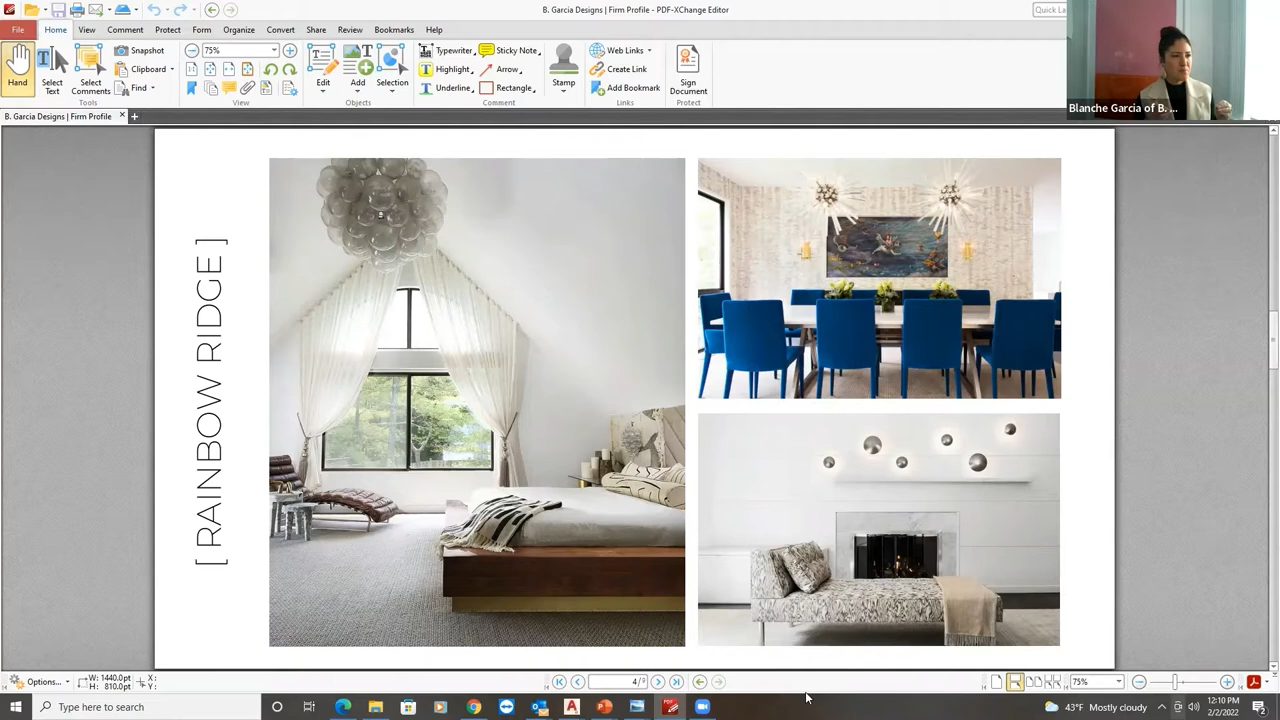 B. Garcia Designs | Firm Profile - PDF-XChange Editor
Quick La
File
Home
View
Comment
Protect
Form
Organize
Convert
Share
Review
Bookmarks
Help
Hand
Select
Text
Select
Comments
Snapshot
Clipboard
Find
Tools
75%
View
Edit
Add
Selection
Objects
Typewriter
Highlight
Underline
Sticky Note
Arrow
Rectangle
Comment
Stamp
Web Links
Create Link
Add Bookmark
Links
Sign
Document
Protect
Blanche Garcia of B. ...
B. Garcia Designs | Firm Profile
[ RAINBOW RIDGE ]
Options...
W: 1440.0pt
H: 810.0pt
X:
Y:
4/9
75%
Type here to search
43°F Mostly cloudy
12:10 PM
2/2/2022
2